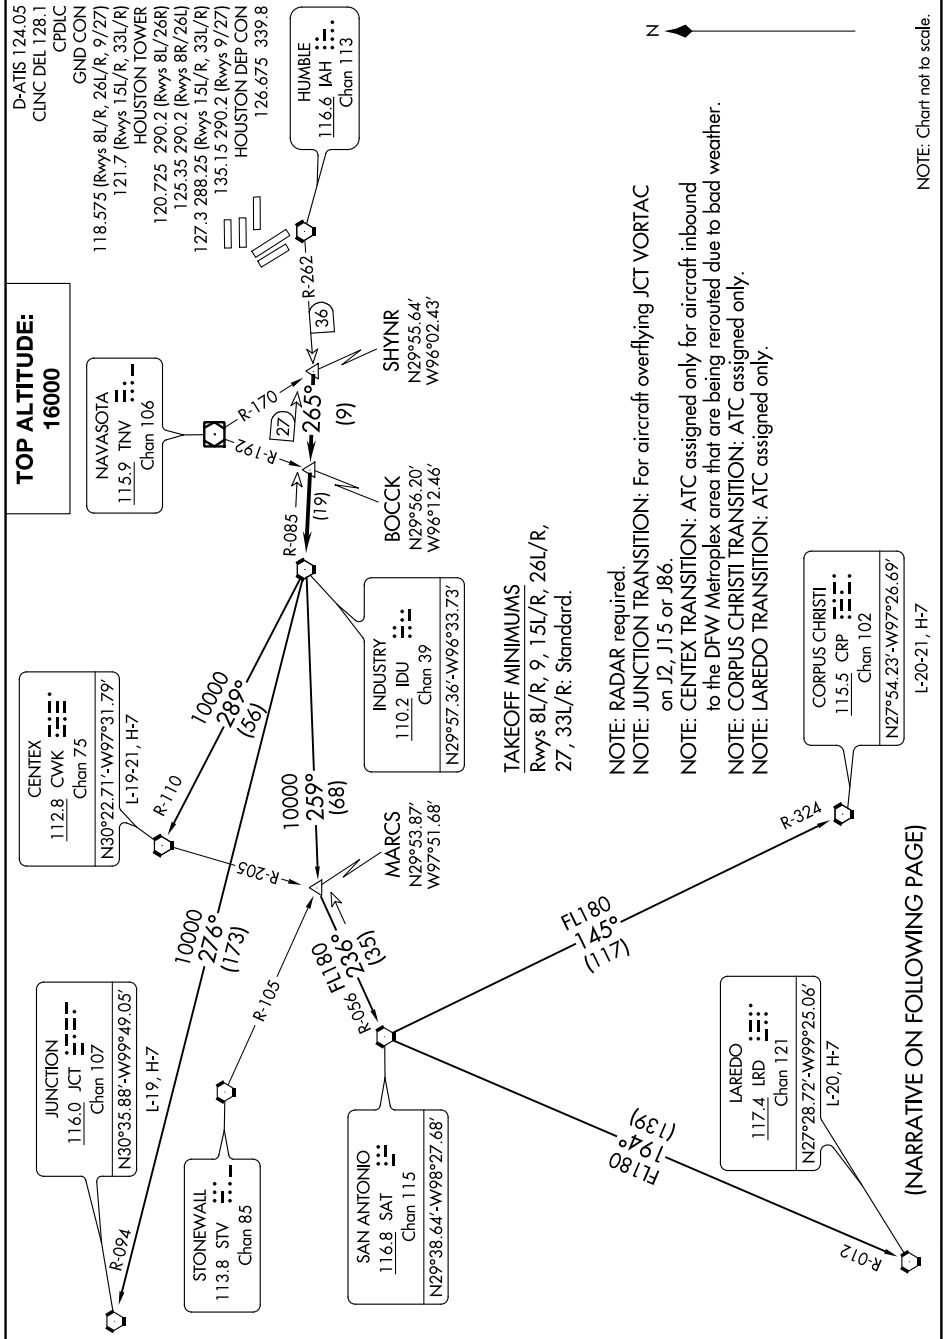 TOP ALTITUDE:
16000
D-ATIS 124.05
CLNC DEL 128.1
CPDLC
GND CON
118.575 (Rwys 8L/R, 26L/R, 9/27)
121.7 (Rwys 15L/R, 33L/R)
HOUSTON TOWER
120.725 290.2 (Rwys 8L/26R)
125.35 290.2 (Rwys 8R/26L)
127.3 288.25 (Rwys 15L/R, 33L/R)
135.15 290.2 (Rwys 9/27)
HOUSTON DEP CON
126.675 339.8
HUMBLE
116.6 IAH
Chan 113
R-262
36
NAVASOTA
115.9 TNV
Chan 106
R-170
R-192
27
265°
(9)
SHYNR
N29°55.64'
W96°02.43'
BOCCK
N29°56.20'
W96°12.46'
R-085
(19)
INDUSTRY
110.2 IDU
Chan 39
N29°57.36'-W96°33.73'
CENTEX
112.8 CWK
Chan 75
N30°22.71'-W97°31.79'
L-19-21, H-7
10000
289°
(56)
R-110
R-205
10000
259°
(68)
MARCS
N29°53.87'
W97°51.68'
JUNCTION
116.0 JCT
Chan 107
N30°35.88'-W99°49.05'
L-19, H-7
10000
276°
(173)
R-094
STONEWALL
113.8 STV
Chan 85
R-105
FL180
236°
(35)
R-056
SAN ANTONIO
116.8 SAT
Chan 115
N29°38.64'-W98°27.68'
FL180
145°
(117)
R-324
CORPUS CHRISTI
115.5 CRP
Chan 102
N27°54.23'-W97°26.69'
L-20-21, H-7
FL180
194°
(139)
R-012
LAREDO
117.4 LRD
Chan 121
N27°28.72'-W99°25.06'
L-20, H-7
TAKEOFF MINIMUMS
Rwys 8L/R, 9, 15L/R, 26L/R,
27, 33L/R: Standard.
NOTE: RADAR required.
NOTE: JUNCTION TRANSITION: For aircraft overflying JCT VORTAC
on J2, J15 or J86.
NOTE: CENTEX TRANSITION: ATC assigned only for aircraft inbound
to the DFW Metroplex area that are being rerouted due to bad weather.
NOTE: CORPUS CHRISTI TRANSITION: ATC assigned only.
NOTE: LAREDO TRANSITION: ATC assigned only.
N
(NARRATIVE ON FOLLOWING PAGE)
NOTE: Chart not to scale.